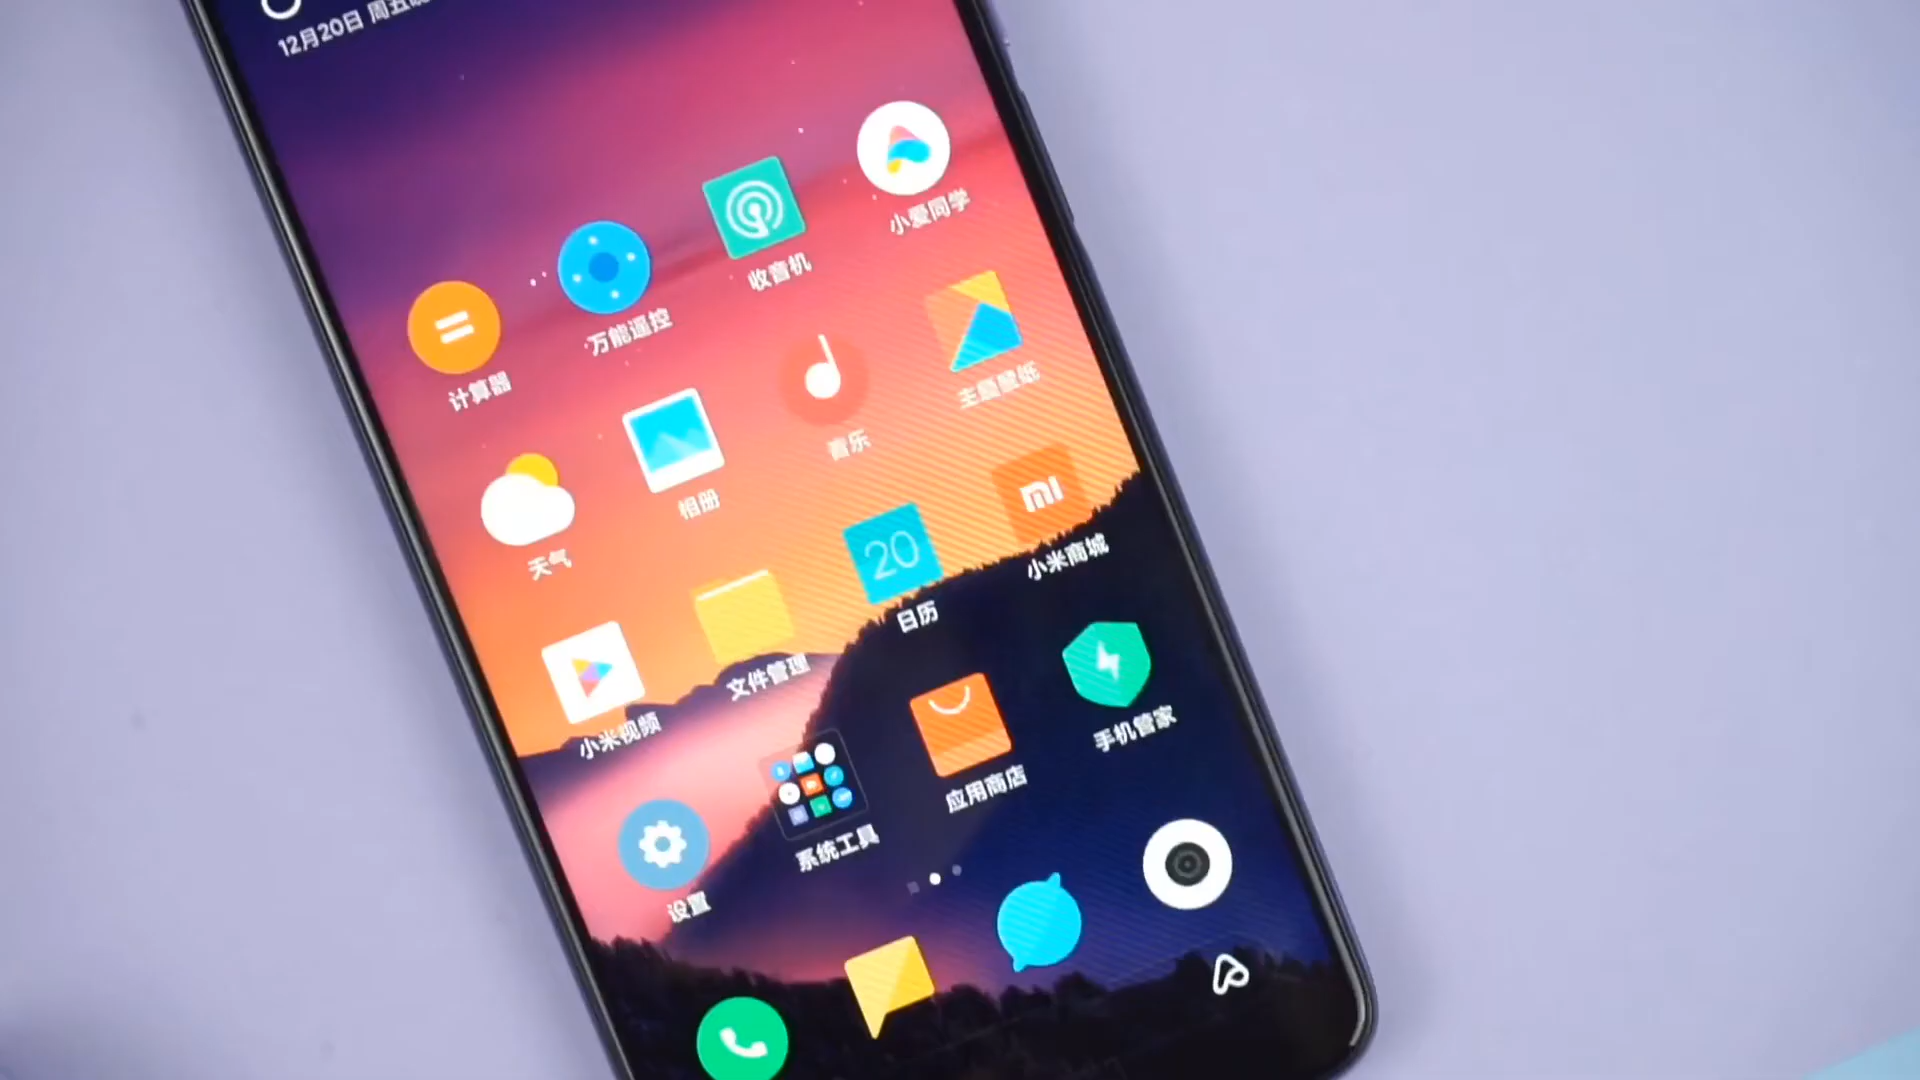 12月20日 周五
计算器
万能遥控
收音机
小爱同学
天气
相册
音乐
主题壁纸
小米视频
文件管理
20
日历
mi
小米商城
设置
系统工具
应用商店
手机管家